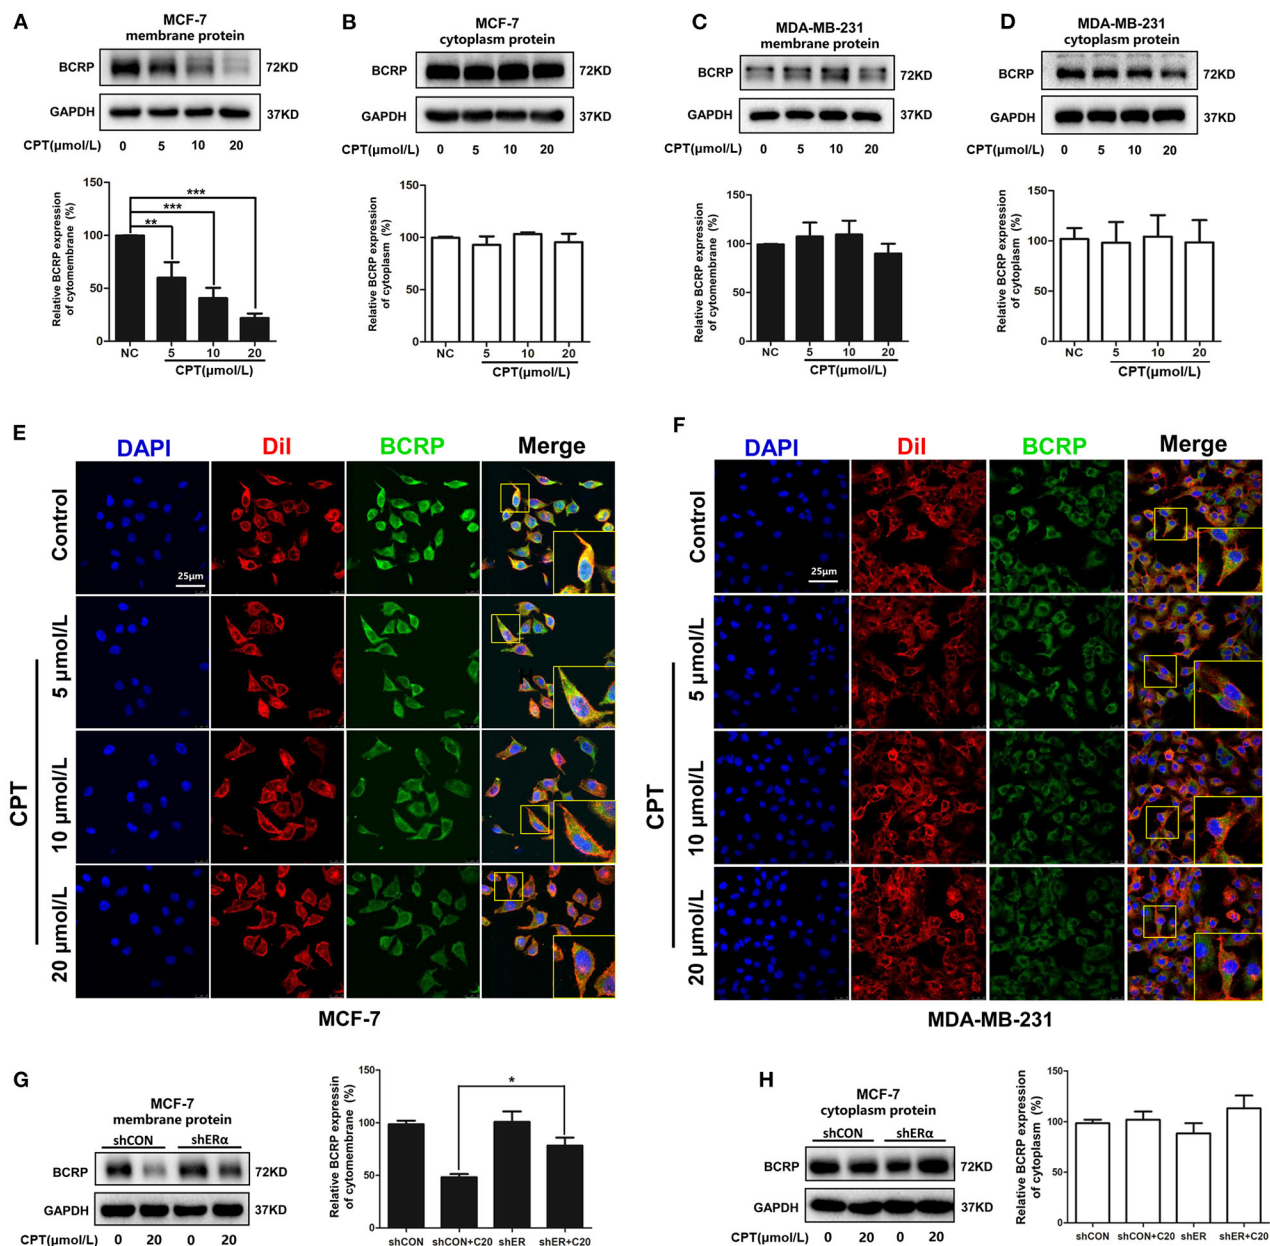 A
MCF-7
membrane protein
BCRP
72KD
GAPDH
37KD
CPT(μmol/L) 0 5 10 20
Relative BCRP expression
of cytomembrane (%)
150
100
50
0
***
***
**
NC 5 10 20
CPT(μmol/L)
B
MCF-7
cytoplasm protein
BCRP
72KD
GAPDH
37KD
CPT(μmol/L) 0 5 10 20
Relative BCRP expression
of cytoplasm (%)
150
100
50
0
NC 5 10 20
CPT(μmol/L)
C
MDA-MB-231
membrane protein
BCRP
72KD
GAPDH
37KD
CPT(μmol/L) 0 5 10 20
Relative BCRP expression
of cytomembrane (%)
150
100
50
0
NC 5 10 20
CPT(μmol/L)
D
MDA-MB-231
cytoplasm protein
BCRP
72KD
GAPDH
37KD
CPT(μmol/L) 0 5 10 20
Relative BCRP expression
of cytoplasm (%)
150
100
50
0
NC 5 10 20
CPT(μmol/L)
E
DAPI Dil BCRP Merge
Control
25μm
5 μmol/L
10 μmol/L
20 μmol/L
CPT
MCF-7
F
DAPI Dil BCRP Merge
Control
25μm
5 μmol/L
10 μmol/L
20 μmol/L
CPT
MDA-MB-231
G
MCF-7
membrane protein
shCON shERα
BCRP
72KD
GAPDH
37KD
CPT(μmol/L) 0 20 0 20
Relative BCRP expressin
of cytomembrane (%)
150
100
50
0
*
shCON shCON+C20 shER shER+C20
H
MCF-7
cytoplasm protein
shCON shERα
BCRP
72KD
GAPDH
37KD
CPT(μmol/L) 0 20 0 20
Relative BCRP expression
of cytoplasm (%)
150
100
50
0
shCON shCON+C20 shER shER+C20